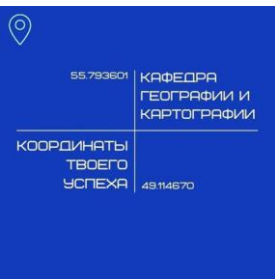 55.793601
КАФЕДРА
ГЕОГРАФИИ И
КАРТОГРАФИИ
КООРДИНАТЫ
ТВОЕГО
УСПЕХА
49.114670